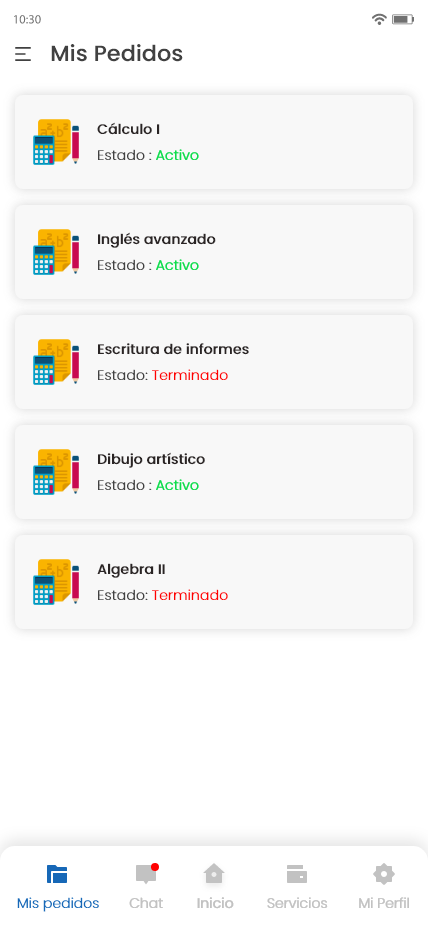 10:30
Mis Pedidos
Cálculo I
Estado : Activo
Inglés avanzado
Estado : Activo
Escritura de informes
Estado: Terminado
Dibujo artístico
Estado : Activo
Algebra II
Estado: Terminado
Mis pedidos Chat Inicio Servicios Mi Perfil